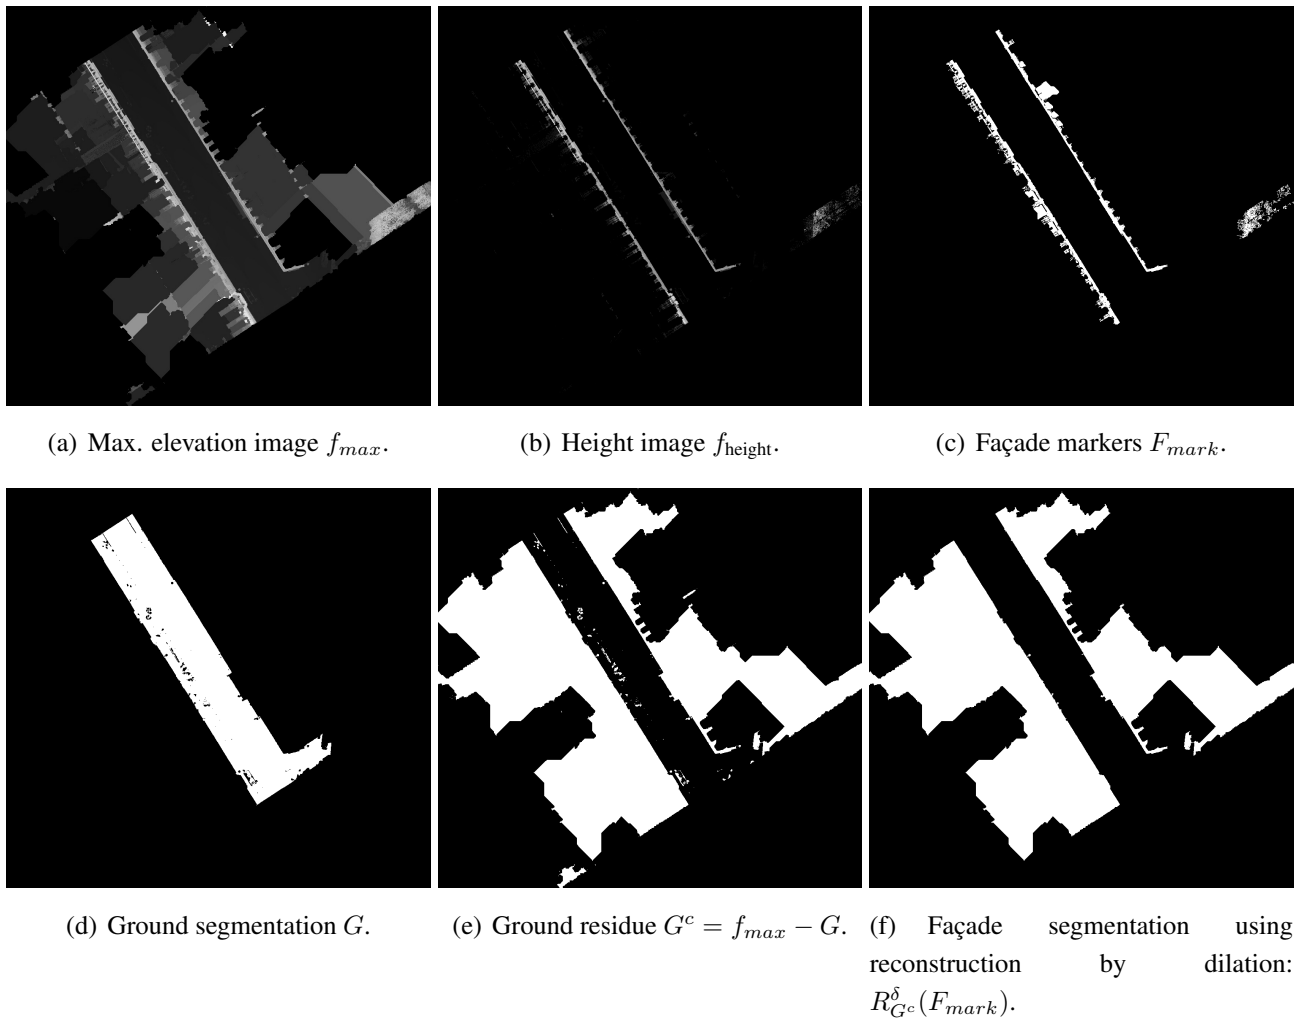 (a) Max. elevation image f_max.
(b) Height image f_height.
(c) Façade markers F_mark.
(d) Ground segmentation G.
(e) Ground residue G^c = f_max − G.
(f) Façade segmentation using
reconstruction by dilation:
R^δ_{G^c}(F_mark).